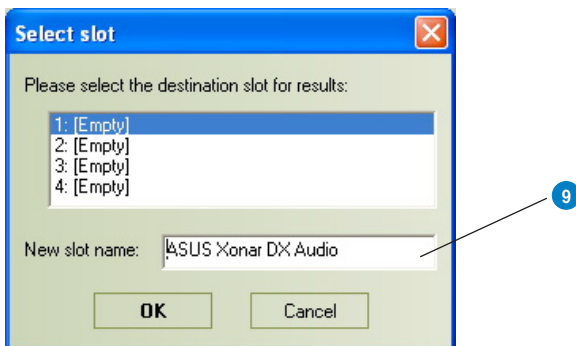 Select slot
Please select the destination slot for results:
1: [Empty]
2: [Empty]
3: [Empty]
4: [Empty]
9
New slot name: ASUS Xonar DX Audio
OK Cancel